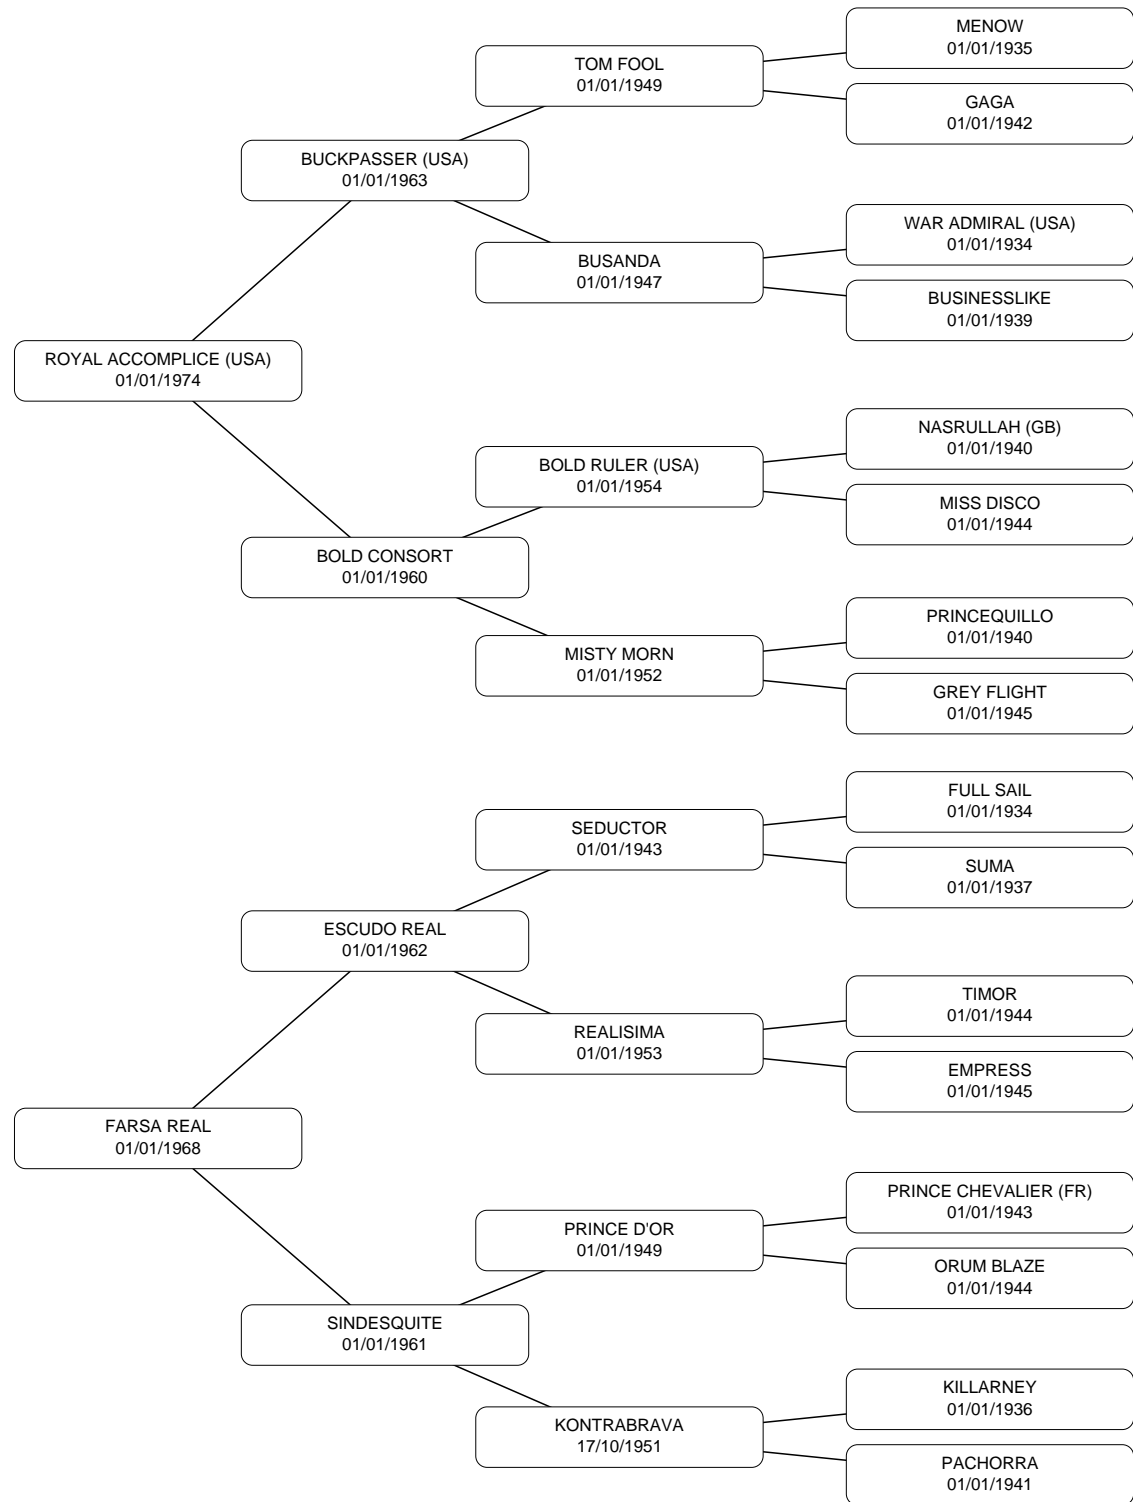 MENOW
01/01/1935
TOM FOOL
01/01/1949
GAGA
01/01/1942
BUCKPASSER (USA)
01/01/1963
WAR ADMIRAL (USA)
01/01/1934
BUSANDA
01/01/1947
BUSINESSLIKE
01/01/1939
ROYAL ACCOMPLICE (USA)
01/01/1974
NASRULLAH (GB)
01/01/1940
BOLD RULER (USA)
01/01/1954
MISS DISCO
01/01/1944
BOLD CONSORT
01/01/1960
PRINCEQUILLO
01/01/1940
MISTY MORN
01/01/1952
GREY FLIGHT
01/01/1945
FULL SAIL
01/01/1934
SEDUCTOR
01/01/1943
SUMA
01/01/1937
ESCUDO REAL
01/01/1962
TIMOR
01/01/1944
REALISIMA
01/01/1953
EMPRESS
01/01/1945
FARSA REAL
01/01/1968
PRINCE CHEVALIER (FR)
01/01/1943
PRINCE D'OR
01/01/1949
ORUM BLAZE
01/01/1944
SINDESQUITE
01/01/1961
KILLARNEY
01/01/1936
KONTRABRAVA
17/10/1951
PACHORRA
01/01/1941